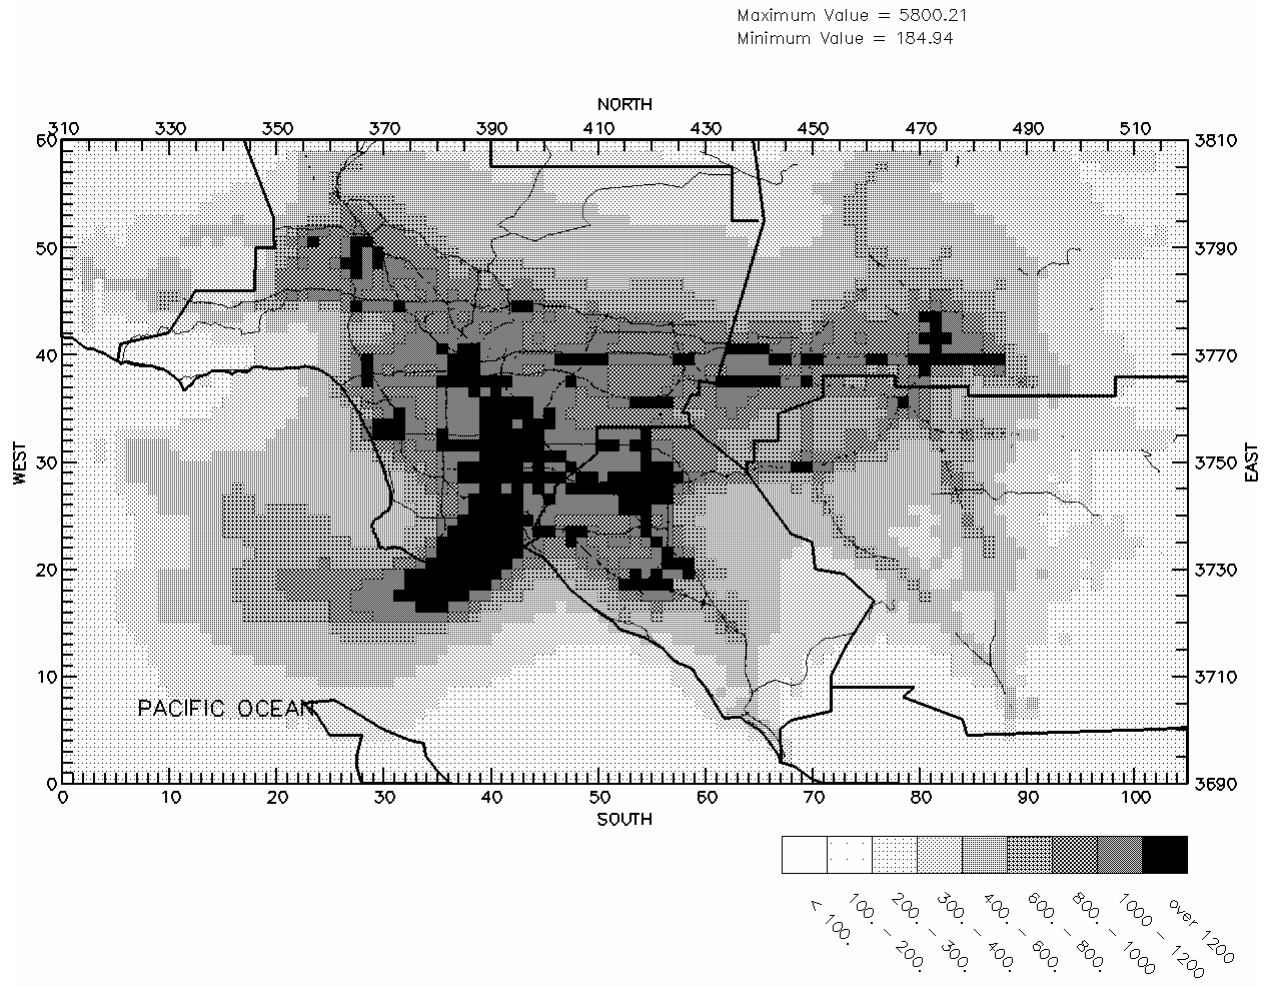 Maximum Value = 5800.21
Minimum Value = 184.94
NORTH
310 330 350 370 390 410 430 450 470 490 510
60 3810
50 3790
40 3770
WEST
30 3750
EAST
20 3730
10 3710
PACIFIC OCEAN
0 3690
0 10 20 30 40 50 60 70 80 90 100
SOUTH
< 100.
100. - 200.
200. - 300.
300. - 400.
400. - 600.
600. - 800.
800. - 1000
1000 - 1200
over 1200